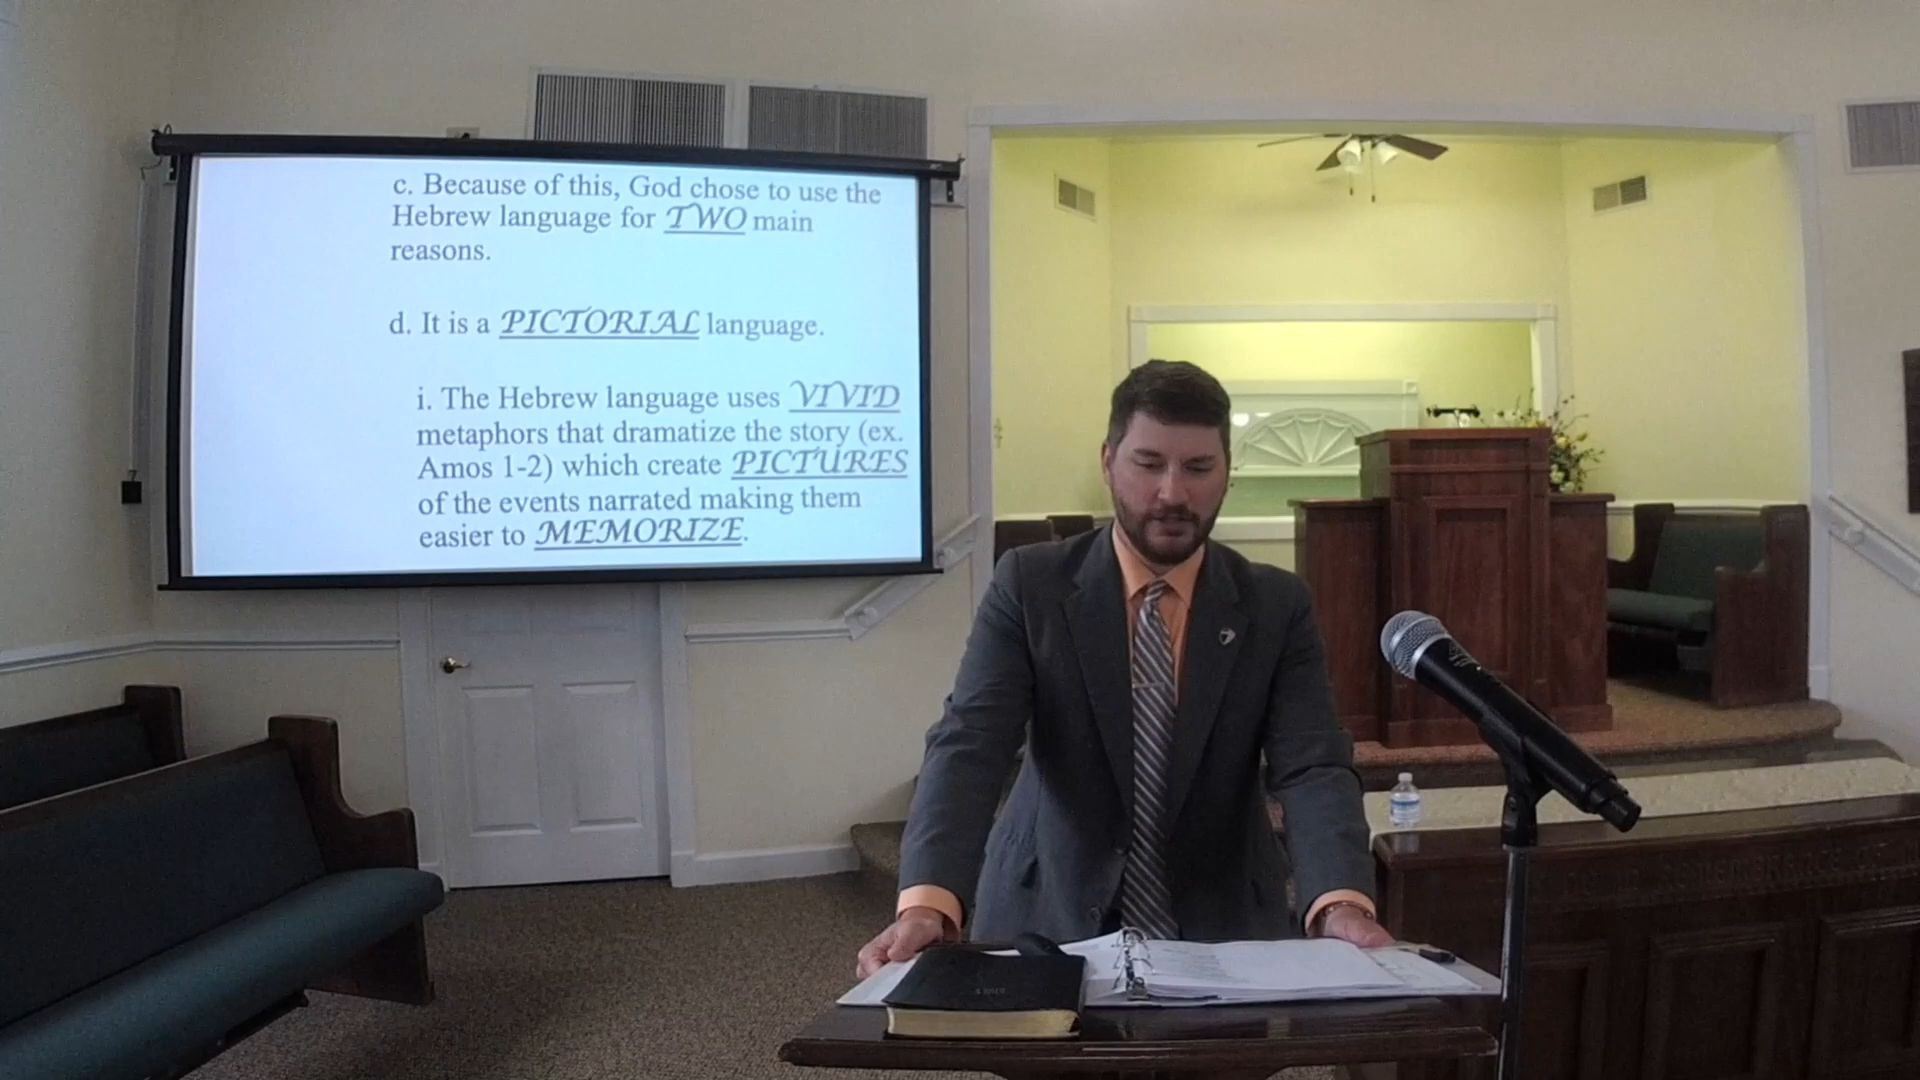 c. Because of this, God chose to use the
Hebrew language for TWO main
reasons.
d. It is a PICTORIAL language.
i. The Hebrew language uses VIVID
metaphors that dramatize the story (ex.
Amos 1-2) which create PICTURES
of the events narrated making them
easier to MEMORIZE.